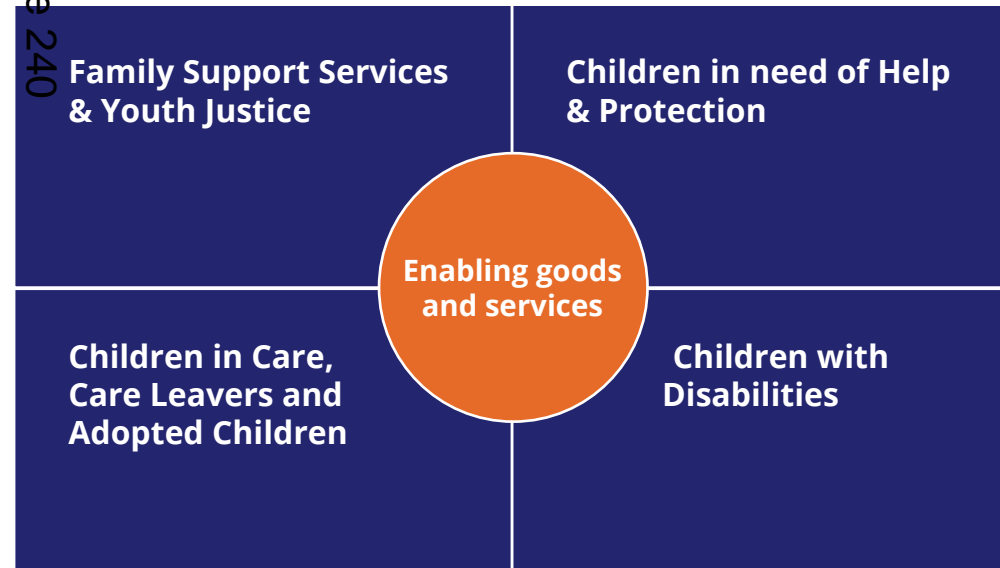 e 240
Family Support Services
& Youth Justice
Children in need of Help
& Protection
Enabling goods
and services
Children in Care,
Care Leavers and
Adopted Children
Children with
Disabilities